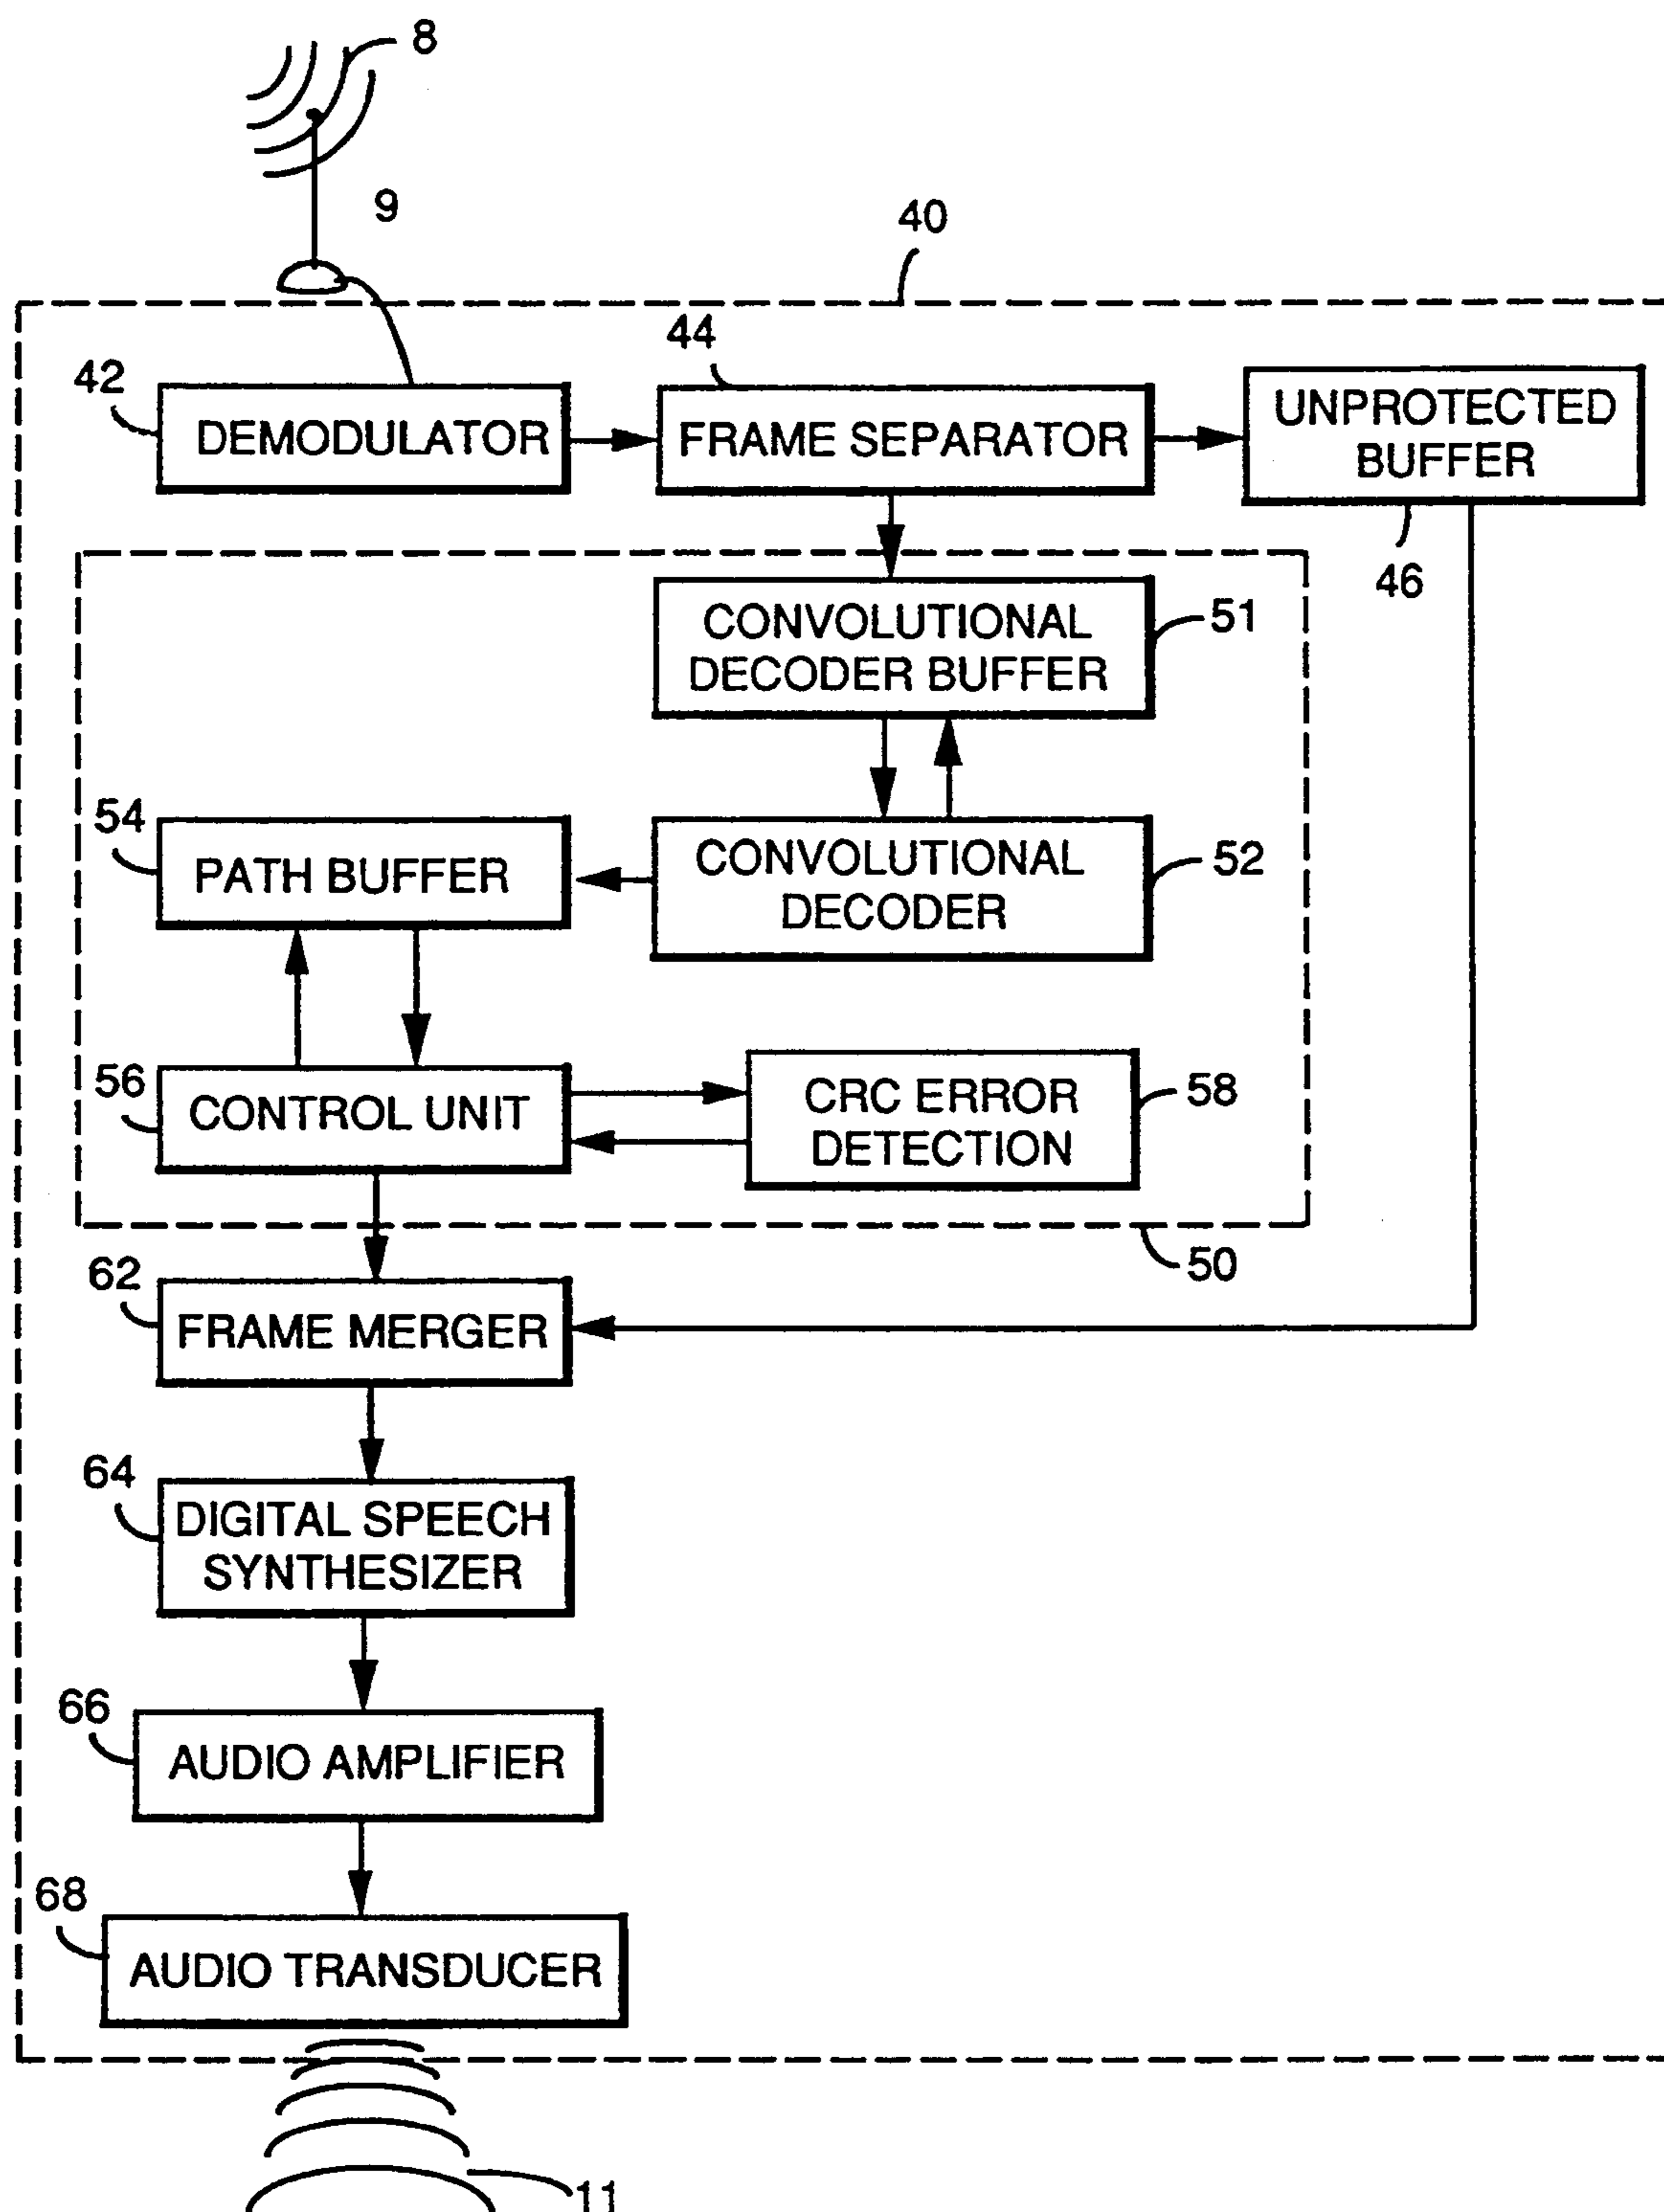 8
9
40
44
42
DEMODULATOR
FRAME SEPARATOR
UNPROTECTED
BUFFER
46
CONVOLUTIONAL
DECODER BUFFER
51
54
PATH BUFFER
CONVOLUTIONAL
DECODER
52
56
CONTROL UNIT
CRC ERROR
DETECTION
58
50
62
FRAME MERGER
64
DIGITAL SPEECH
SYNTHESIZER
66
AUDIO AMPLIFIER
68
AUDIO TRANSDUCER
11